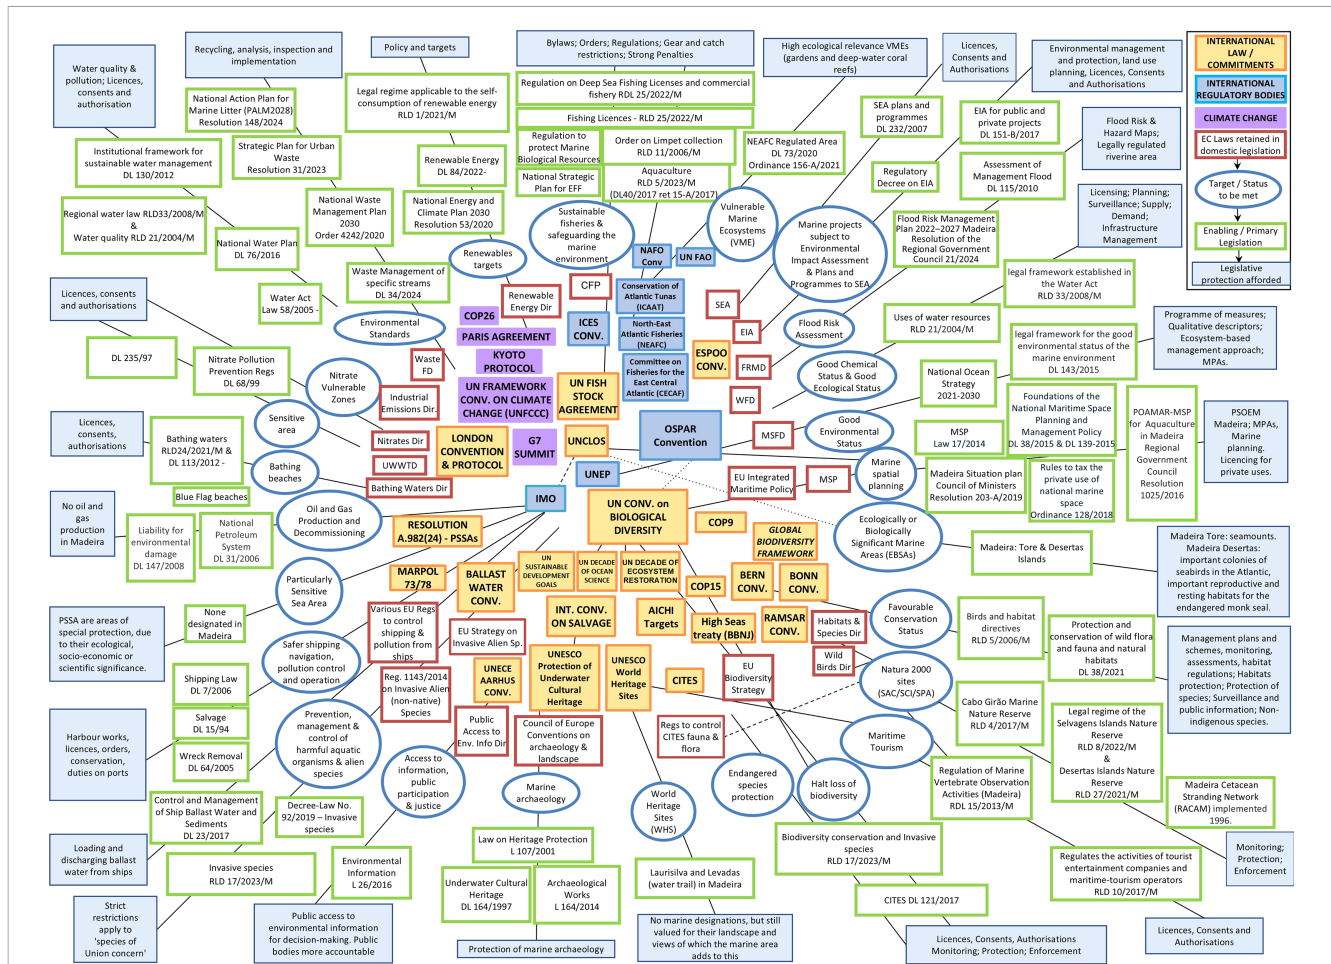 Water quality &
pollution; Licences,
consents and
authorisation
Recycling, analysis, inspection and
implementation
Policy and targets
Bylaws; Orders; Regulations; Gear and catch
restrictions; Strong Penalties
High ecological relevance VMEs
(gardens and deep-water coral
reefs)
Licences,
Consents and
Authorisations
Environmental management
and protection, land use
planning, Licences, Consents
and Authorisations
INTERNATIONAL
LAW /
COMMITMENTS
INTERNATIONAL
REGULATORY BODIES
CLIMATE CHANGE
EC Laws retained in
domestic legislation
Target / Status
to be met
Enabling / Primary
Legislation
Legislative
protection afforded
National Action Plan for
Marine Litter (PALM2028)
Resolution 148/2024
Legal regime applicable to the self-
consumption of renewable energy
RLD 1/2021/M
Regulation on Deep Sea Fishing Licenses and commercial
fishery RDL 25/2022/M
Fishing Licences - RLD 25/2022/M
Regulation to
protect Marine
Biological Resources
Order on Limpet collection
RLD 11/2006/M
National Strategic
Plan for EFF
Aquaculture
RLD 5/2023/M
(DL40/2017 ret 15-A/2017)
NEAFC Regulated Area
DL 73/2020
Ordinance 156-A/2021
SEA plans and
programmes
DL 232/2007
EIA for public and
private projects
DL 151-B/2017
Flood Risk &
Hazard Maps;
Legally regulated
riverine area
Institutional framework for
sustainable water management
DL 130/2012
Strategic Plan for Urban
Waste
Resolution 31/2023
Renewable Energy
DL 84/2022-
Regulatory
Decree on EIA
Assessment of
Management Flood
DL 115/2010
Regional water law RLD33/2008/M
&
Water quality RLD 21/2004/M
National Waste
Management Plan
2030
Order 4242/2020
National Energy and
Climate Plan 2030
Resolution 53/2020
Sustainable
fisheries &
safeguarding the
marine
environment
Vulnerable
Marine
Ecosystems
(VME)
Marine projects
subject to
Environmental
Impact Assessment
& Plans and
Programmes to SEA
Flood Risk Management
Plan 2022–2027 Madeira
Resolution of the
Regional Government
Council 21/2024
Licensing; Planning;
Surveillance; Supply;
Demand;
Infrastructure
Management
National Water Plan
DL 76/2016
Renewables
targets
NAFO
Conv
UN FAO
Waste Management of
specific streams
DL 34/2024
Renewable
Energy Dir
CFP
Conservation of
Atlantic Tunas
(ICAAT)
SEA
legal framework established in
the Water Act
RLD 33/2008/M
Licences, consents
and authorisations
Water Act
Law 58/2005 -
Environmental
Standards
COP26
PARIS AGREEMENT
ICES
CONV.
North-East
Atlantic Fisheries
(NEAFC)
EIA
Flood Risk
Assessment
Uses of water resources
RLD 21/2004/M
Programme of measures;
Qualitative descriptors;
Ecosystem-based
management approach;
MPAs.
DL 235/97
Nitrate Pollution
Prevention Regs
DL 68/99
Nitrate
Vulnerable
Zones
Waste
FD
KYOTO
PROTOCOL
Committee on
Fisheries for the
East Central
Atlantic (CECAF)
ESPOO
CONV.
FRMD
Good Chemical
Status & Good
Ecological Status
legal framework for the good
environmental status of the
marine environment
DL 143/2015
Industrial
Emissions Dir.
UN FRAMEWORK
CONV. ON CLIMATE
CHANGE (UNFCCC)
UN FISH
STOCK
AGREEMENT
WFD
National Ocean
Strategy
2021-2030
Licences,
consents,
authorisations
Sensitive
area
Nitrates Dir
LONDON
CONVENTION
& PROTOCOL
G7
SUMMIT
UNCLOS
OSPAR
Convention
MSFD
Good
Environmental
Status
MSP
Law 17/2014
Foundations of the
National Maritime Space
Planning and
Management Policy
DL 38/2015 & DL 139-2015
POAMAR-MSP
for Aquaculture
in Madeira
Regional
Government
Council
Resolution
1025/2016
PSOEM
Madeira; MPAs,
Marine
planning.
Licencing for
private uses.
Bathing waters
RLD24/2021/M &
DL 113/2012 -
Bathing
beaches
UWWTD
Bathing Waters Dir
UNEP
EU Integrated
Maritime Policy
MSP
Marine
spatial
planning
Madeira Situation plan
Council of Ministers
Resolution 203-A/2019
Rules to tax the
private use of
national marine
space
Ordinance 128/2018
Blue Flag beaches
No oil and
gas
production
in Madeira
Liability for
environmental
damage
DL 147/2008
National
Petroleum
System
DL 31/2006
Oil and Gas
Production and
Decommissioning
IMO
RESOLUTION
A.982(24) - PSSAs
UN CONV. on
BIOLOGICAL
DIVERSITY
COP9
GLOBAL
BIODIVERSITY
FRAMEWORK
Ecologically or
Biologically
Significant Marine
Areas (EBSAs)
Madeira: Tore & Desertas
Islands
Madeira Tore: seamounts.
Madeira Desertas:
important colonies of
seabirds in the Atlantic,
important reproductive and
resting habitats for the
endangered monk seal.
Particularly
Sensitive
Sea Area
MARPOL
73/78
BALLAST
WATER
CONV.
UN
SUSTAINABLE
DEVELOPMENT
GOALS
UN DECADE
OF OCEAN
SCIENCE
UN DECADE OF
ECOSYSTEM
RESTORATION
COP15
BERN
CONV.
BONN
CONV.
PSSA are areas of
special protection, due
to their ecological,
socio-economic or
scientific significance.
None
designated in
Madeira
Various EU Regs
to control
shipping &
pollution from
ships
EU Strategy on
Invasive Alien Sp.
INT. CONV.
ON SALVAGE
AICHI
Targets
High Seas
treaty (BBNJ)
RAMSAR
CONV.
Habitats &
Species Dir
Favourable
Conservation
Status
Birds and habitat
directives
RLD 5/2006/M
Protection and
conservation of wild flora
and fauna and natural
habitats
DL 38/2021
Management plans and
schemes, monitoring,
assessments, habitat
regulations; Habitats
protection; Protection of
species; Surveillance and
public information; Non-
indigenous species.
Safer shipping
navigation,
pollution control
and operation
Reg. 1143/2014
on Invasive Alien
(non-native) Species
UNECE
AARHUS
CONV.
UNESCO
Protection of
Underwater
Cultural
Heritage
UNESCO
World
Heritage
Sites
CITES
EU
Biodiversity
Strategy
Wild
Birds Dir
Natura 2000
sites
(SAC/SCI/SPA)
Shipping Law
DL 7/2006
Salvage
DL 15/94
Wreck Removal
DL 64/2005
Harbour works,
licences, orders,
conservation,
duties on ports
Prevention,
management &
control of
harmful aquatic
organisms & alien
species
Public
Access to
Env. Info Dir
Council of Europe
Conventions on
archaeology &
landscape
Regs to control
CITES fauna &
flora
Maritime
Tourism
Cabo Girão Marine
Nature Reserve
RLD 4/2017/M
Legal regime of the
Selvagens Islands Nature
Reserve
RLD 8/2022/M
&
Desertas Islands Nature
Reserve
RLD 27/2021/M
Access to
information,
public
participation
& justice
Marine
archaeology
World
Heritage
Sites
(WHS)
Endangered
species
protection
Halt loss of
biodiversity
Regulation of Marine
Vertebrate Observation
Activities (Madeira)
RDL 15/2013/M
Madeira Cetacean
Stranding Network
(RACAM) implemented
1996.
Control and Management
of Ship Ballast Water and
Sediments
DL 23/2017
Decree-Law No.
92/2019 – Invasive
species
Law on Heritage Protection
L 107/2001
Biodiversity conservation and Invasive
species
RLD 17/2023/M
Loading and
discharging ballast
water from ships
Invasive species
RLD 17/2023/M
Environmental
Information
L 26/2016
Underwater Cultural
Heritage
DL 164/1997
Archaeological
Works
L 164/2014
Laurisilva and Levadas
(water trail) in Madeira
CITES DL 121/2017
Regulates the activities of tourist
entertainment companies and
maritime-tourism operators
RLD 10/2017/M
Monitoring;
Protection;
Enforcement
Strict
restrictions
apply to
'species of
Union concern'
Public access to
environmental information
for decision-making. Public
bodies more accountable
Protection of marine archaeology
No marine designations, but still
valued for their landscape and
views of which the marine area
adds to this
Licences, Consents, Authorisations
Monitoring; Protection; Enforcement
Licences, Consents and
Authorisations